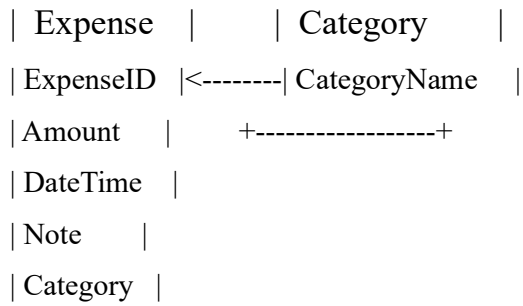 | Expense | | Category |
| ExpenseID |<--------| CategoryName |
| Amount | +------------------+
| DateTime |
| Note |
| Category |